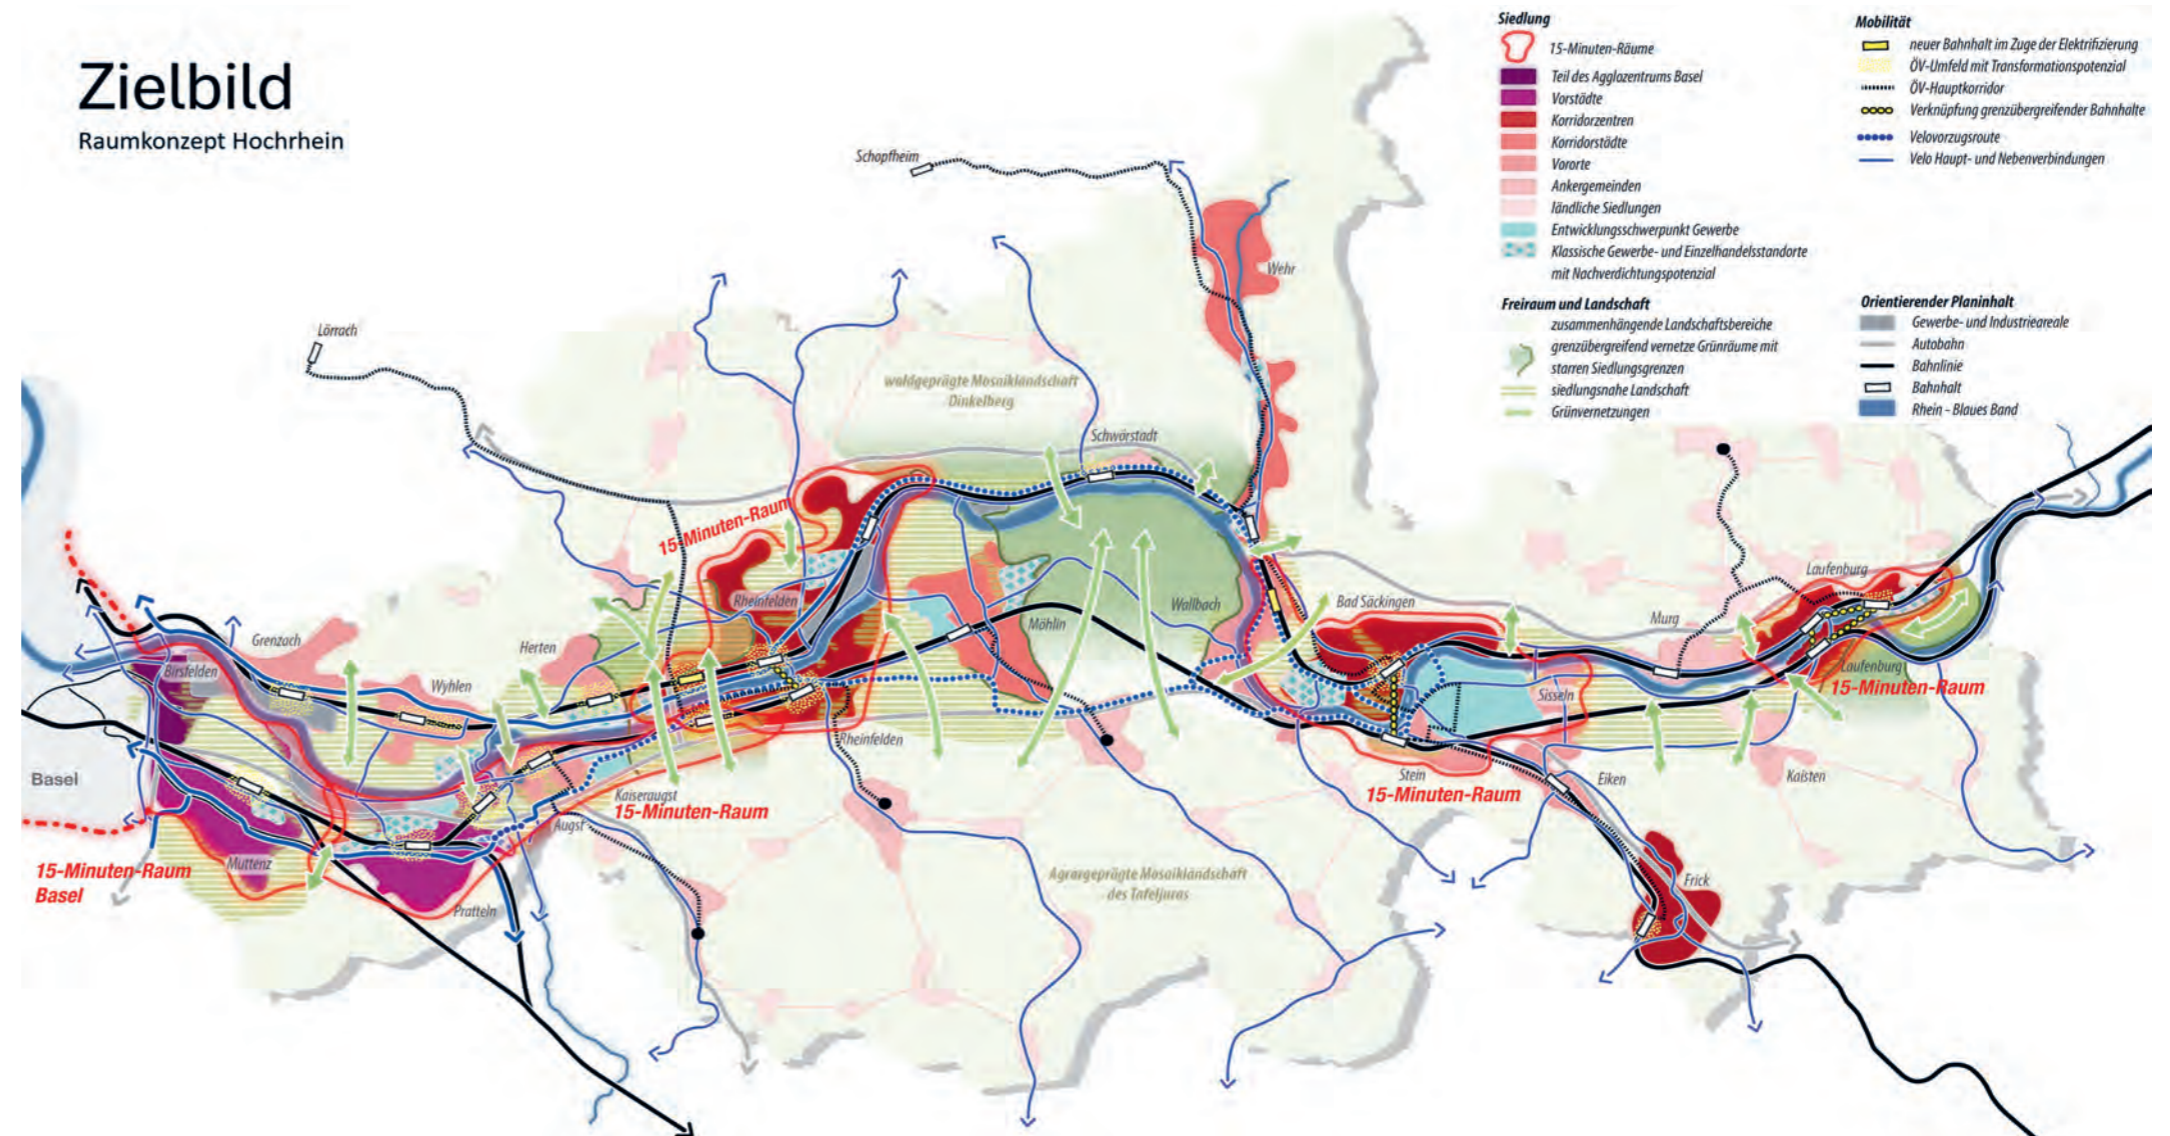 Zielbild
Raumkonzept Hochrhein
Siedlung
15-Minuten-Räume
Teil des Agglozentrums Basel
Vorstädte
Korridorzentren
Korridorstädte
Vororte
Ankergemeinden
ländliche Siedlungen
Entwicklungsschwerpunkt Gewerbe
Klassische Gewerbe- und Einzelhandelsstandorte
mit Nachverdichtungspotenzial
Freiraum und Landschaft
zusammenhängende Landschaftsbereiche
grenzübergreifend vernetze Grünräume mit
starren Siedlungsgrenzen
siedlungsnahe Landschaft
Grünvernetzungen
Mobilität
neuer Bahnhalt im Zuge der Elektrifizierung
ÖV-Umfeld mit Transformationspotenzial
ÖV-Hauptkorridor
Verknüpfung grenzübergreifender Bahnhalte
Velovorzugsroute
Velo Haupt- und Nebenverbindungen
Orientierender Planinhalt
Gewerbe- und Industrieareale
Autobahn
Bahnlinie
Bahnhalt
Rhein - Blaues Band
Schopfheim
Wehr
Lörrach
waldgeprägte Mosaiklandschaft
Dinkelberg
Schwörstadt
15-Minuten-Raum
Rheinfelden
Wallbach
Möhlin
Bad Säckingen
Murg
Laufenburg
Grenzach
Birsfelden
Herten
Wyhlen
Laufenburg
15-Minuten-Raum
Sisseln
Rheinfelden
Basel
Kaiseraugst
15-Minuten-Raum
Augst
Stein
15-Minuten-Raum
Eiken
Kaisten
15-Minuten-Raum
Basel
Muttenz
Pratteln
Agrargeprägte Mosaiklandschaft
des Tafeljuras
Frick